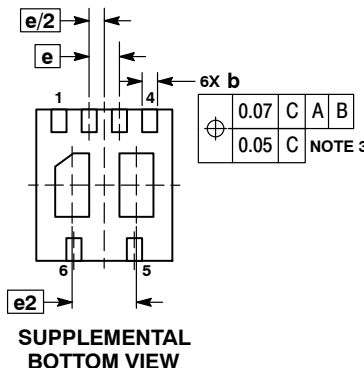 e/2
e
6X b
1
4
0.07 C A B
0.05 C NOTE 3
6
5
e2
SUPPLEMENTAL
BOTTOM VIEW